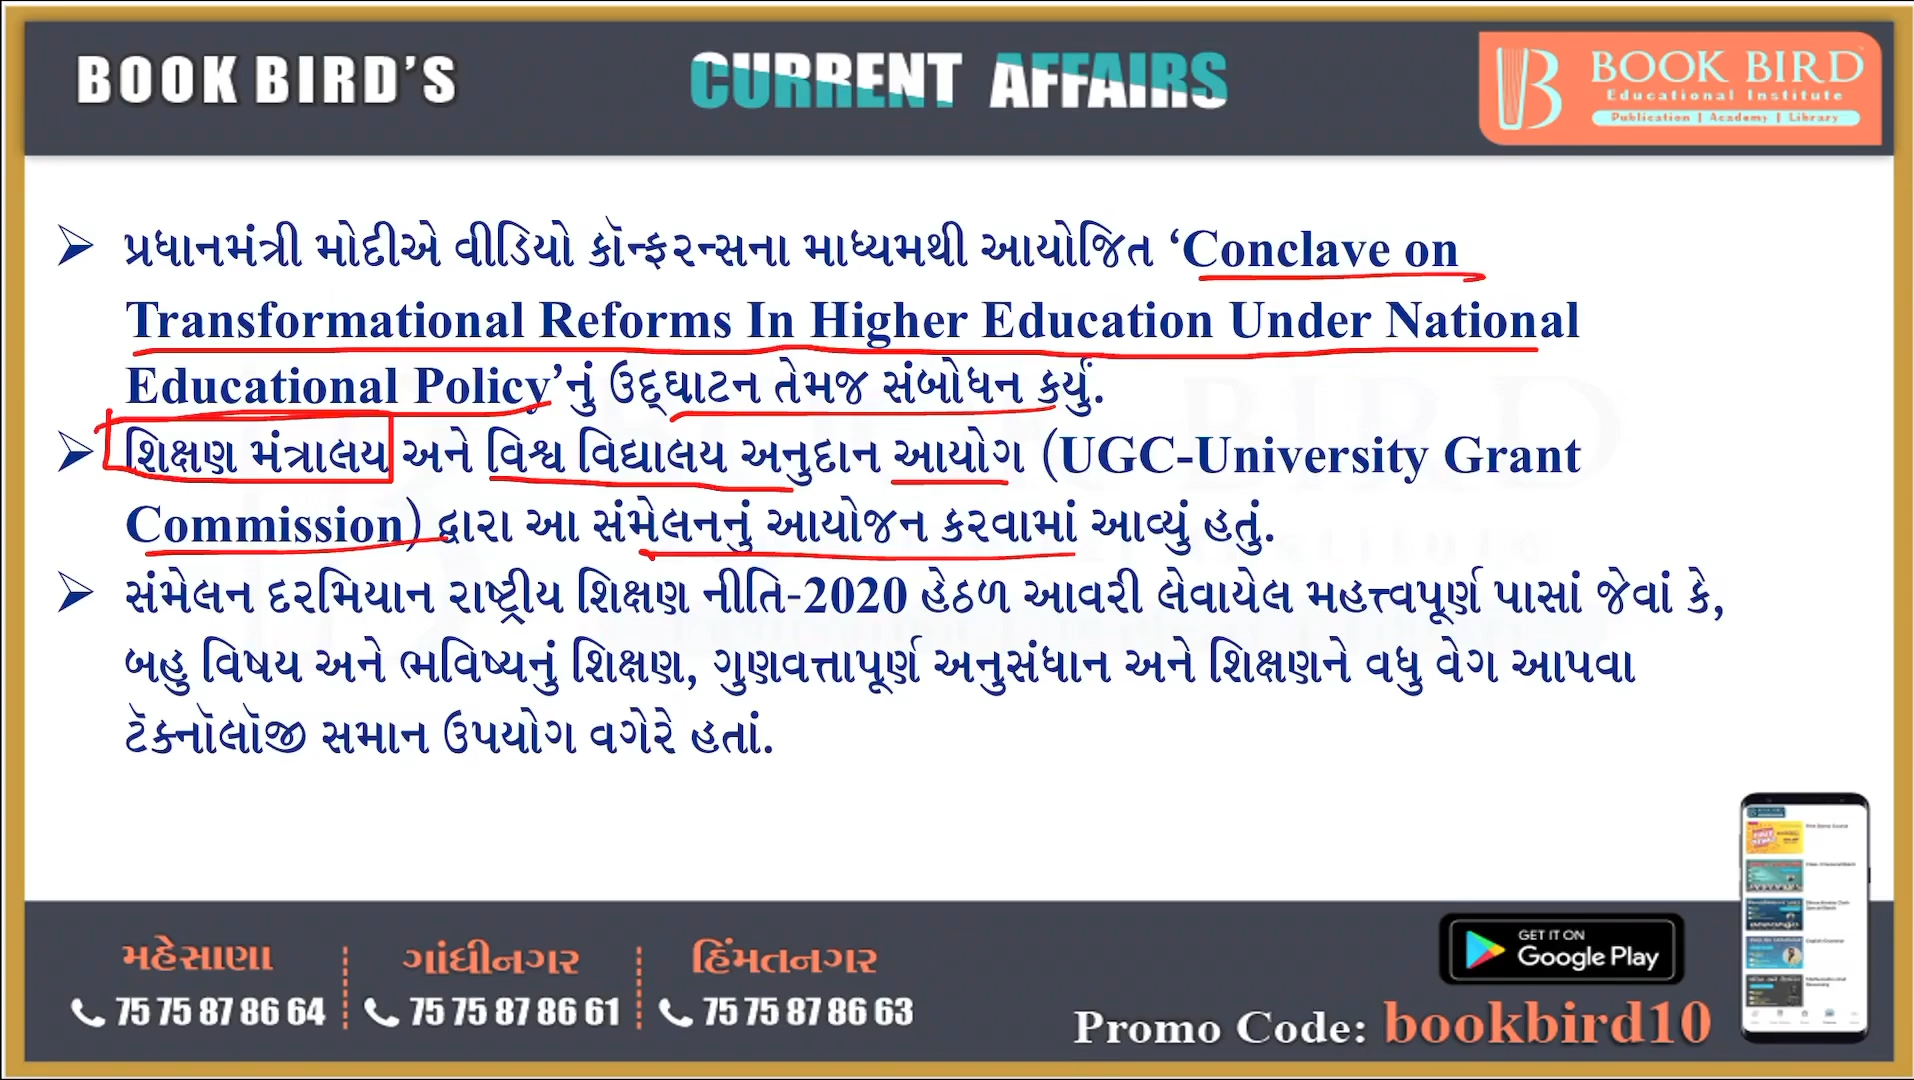 BOOK BIRD'S
CURRENT AFFAIRS
BOOK BIRD
Educational Institute
Publication | Academy | Library
➢ પ્રધાનમંત્રી મોદીએ વીડિયો કૉન્ફરન્સના માધ્યમથી આયોજિત ‘Conclave on
Transformational Reforms In Higher Education Under National
Educational Policy’નું ઉદ્‌ઘાટન તેમજ સંબોધન કર્યું.
➢ શિક્ષણ મંત્રાલય અને વિશ્વ વિદ્યાલય અનુદાન આયોગ (UGC-University Grant
Commission) દ્વારા આ સંમેલનનું આયોજન કરવામાં આવ્યું હતું.
➢ સંમેલન દરમિયાન રાષ્ટ્રીય શિક્ષણ નીતિ-2020 હેઠળ આવરી લેવાયેલ મહત્ત્વપૂર્ણ પાસાં જેવાં કે,
બહુ વિષય અને ભવિષ્યનું શિક્ષણ, ગુણવત્તાપૂર્ણ અનુસંધાન અને શિક્ષણને વધુ વેગ આપવા
ટૅક્નૉલૉજી સમાન ઉપયોગ વગેરે હતાં.
મહેસાણા
75 75 87 86 64
ગાંધીનગર
75 75 87 86 61
હિંમતનગર
75 75 87 86 63
GET IT ON
Google Play
Promo Code: bookbird10